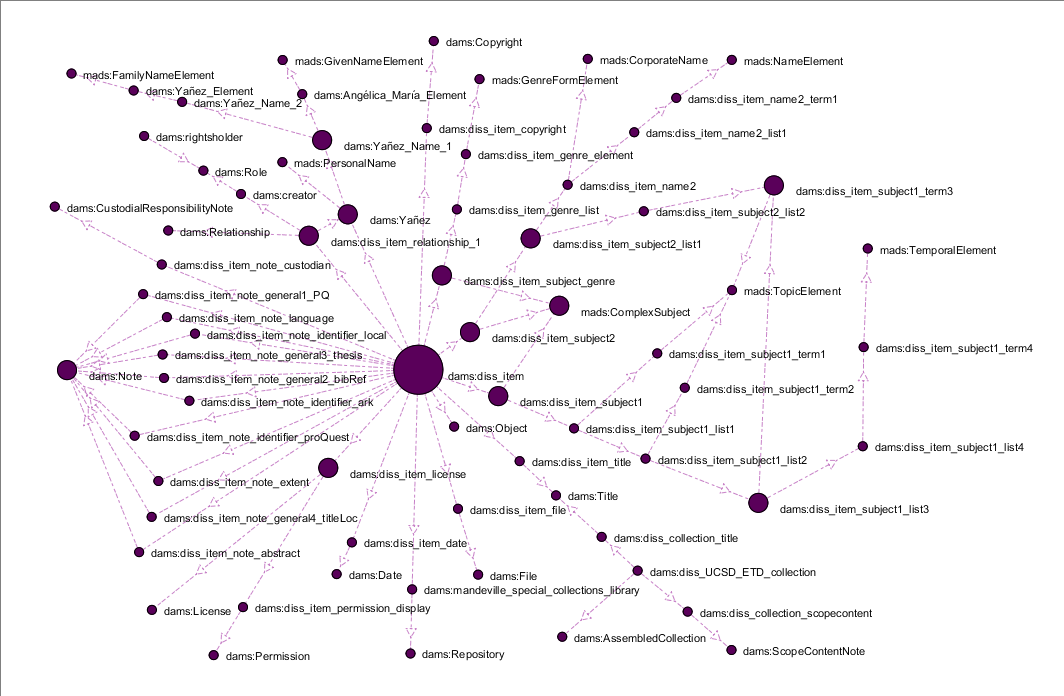 dams:Copyright
mads:GivenNameElement
mads:CorporateName
mads:NameElement
mads:FamilyNameElement
mads:GenreFormElement
dams:Yañez_Element
dams:Angélica_María_Element
dams:diss_item_name2_term1
dams:Yañez_Name_2
dams:diss_item_copyright
dams:diss_item_name2_list1
dams:rightsholder
dams:Yañez_Name_1
dams:diss_item_genre_element
mads:PersonalName
dams:Role
dams:diss_item_name2
dams:diss_item_subject1_term3
dams:creator
dams:CustodialResponsibilityNote
dams:diss_item_genre_list
dams:diss_item_subject2_list2
dams:Yañez
dams:Relationship
dams:diss_item_relationship_1
dams:diss_item_subject2_list1
mads:TemporalElement
dams:diss_item_note_custodian
dams:diss_item_subject_genre
dams:diss_item_note_general1_PQ
mads:TopicElement
mads:ComplexSubject
dams:diss_item_note_language
dams:diss_item_note_identifier_local
dams:diss_item_subject2
dams:diss_item_note_general3_thesis
dams:diss_item_subject1_term1
dams:diss_item_subject1_term4
dams:Note
dams:diss_item_note_general2_bibRef
dams:diss_item
dams:diss_item_subject1_term2
dams:diss_item_note_identifier_ark
dams:diss_item_subject1
dams:Object
dams:diss_item_subject1_list1
dams:diss_item_note_identifier_proQuest
dams:diss_item_subject1_list4
dams:diss_item_title
dams:diss_item_subject1_list2
dams:diss_item_license
dams:diss_item_note_extent
dams:Title
dams:diss_item_file
dams:diss_item_subject1_list3
dams:diss_item_note_general4_titleLoc
dams:diss_collection_title
dams:diss_item_date
dams:diss_item_note_abstract
dams:Date
dams:File
dams:diss_UCSD_ETD_collection
dams:mandeville_special_collections_library
dams:License
dams:diss_item_permission_display
dams:diss_collection_scopecontent
dams:AssembledCollection
dams:Permission
dams:Repository
dams:ScopeContentNote